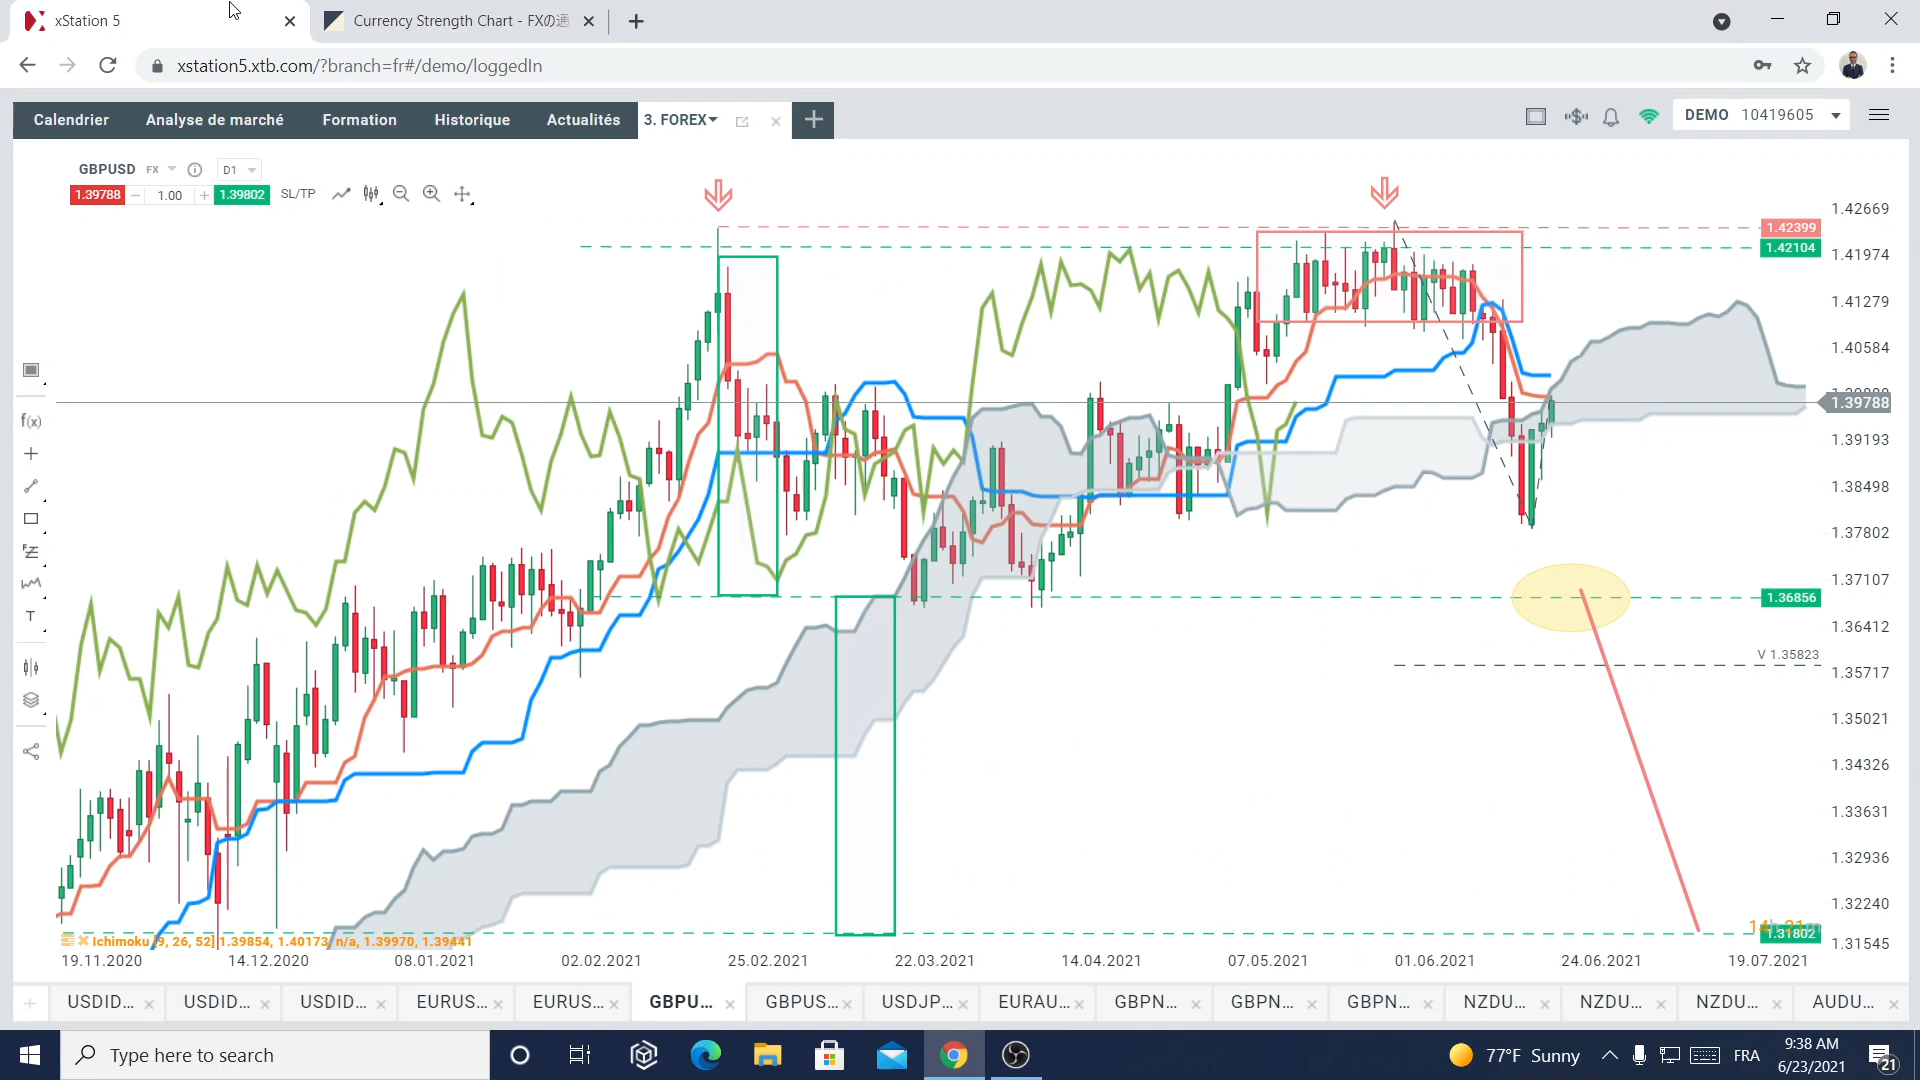 xStation 5
Currency Strength Chart - FXの通
xstation5.xtb.com/?branch=fr#/demo/loggedIn
Calendrier Analyse de marché Formation Historique Actualités 3. FOREX DEMO 10419605
GBPUSD FX D1
1.39788 1.00 1.39802 SL/TP
1.42669
1.42399
1.42104
1.41974
1.41279
1.40584
1.39788
1.39193
1.38498
1.37802
1.37107
1.36856
1.36412
V 1.35823
1.35717
1.35021
1.34326
1.33631
1.32936
1.32240
1.31802
1.31545
f(x)
T
Ichimoku [9, 26, 52] 1.39854, 1.40173, n/a, 1.39970, 1.39441
19.11.2020 14.12.2020 08.01.2021 02.02.2021 25.02.2021 22.03.2021 14.04.2021 07.05.2021 01.06.2021 24.06.2021 19.07.2021
USDID... USDID... USDID... EURUS... EURUS... GBPU... GBPUS... USDJP... EURAU... GBPN... GBPN... GBPN... NZDU... NZDU... NZDU... AUDU...
Type here to search
77°F Sunny FRA 9:38 AM
6/23/2021
21